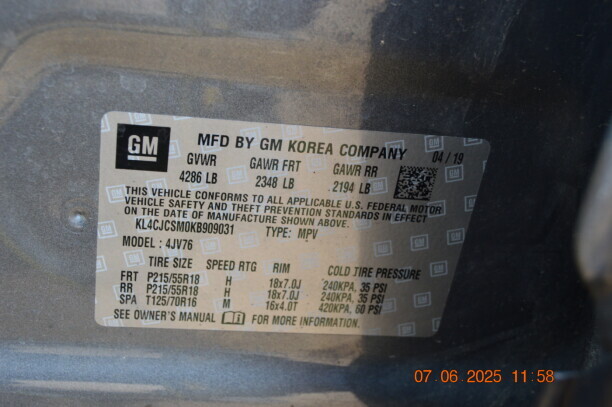 GM
MFD BY GM KOREA COMPANY
04 / 19
GVWR GAWR FRT GAWR RR
4286 LB 2348 LB 2194 LB
THIS VEHICLE CONFORMS TO ALL APPLICABLE U.S. FEDERAL MOTOR
VEHICLE SAFETY AND THEFT PREVENTION STANDARDS IN EFFECT
ON THE DATE OF MANUFACTURE SHOWN ABOVE.
KL4CJCSM0KB909031 TYPE: MPV
MODEL : 4JV76
TIRE SIZE SPEED RTG RIM COLD TIRE PRESSURE
FRT P215/55R18 H 18x7.0J 240KPA, 35 PSI
RR P215/55R18 H 18x7.0J 240KPA, 35 PSI
SPA T125/70R16 M 16x4.0T 420KPA, 60 PSI
SEE OWNER'S MANUAL FOR MORE INFORMATION.
07.06.2025 11:58